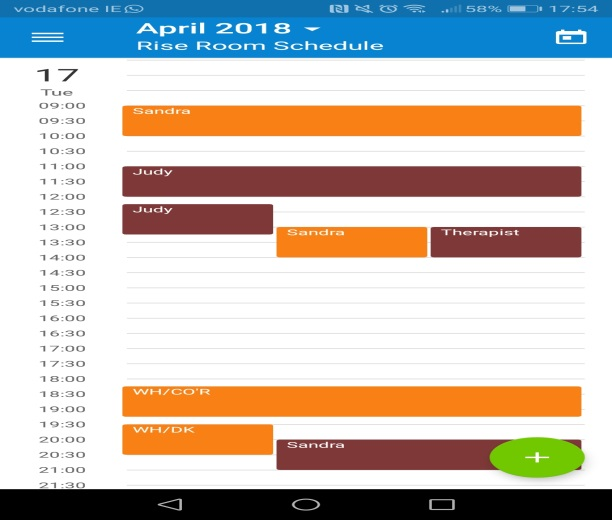 vodafone IE
58% 17:54
April 2018
Rise Room Schedule
17
Tue
09:00
Sandra
09:30
10:00
10:30
11:00
Judy
11:30
12:00
12:30
Judy
13:00
Sandra Therapist
13:30
14:00
14:30
15:00
15:30
16:00
16:30
17:00
17:30
18:00
18:30
WH/CO'R
19:00
19:30
WH/DK
20:00
Sandra
20:30
21:00
21:30